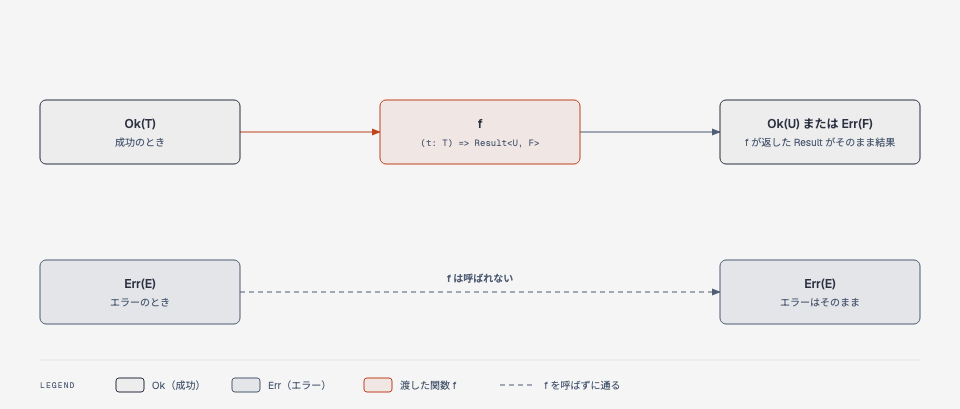 Ok(T)
成功のとき
f
(t: T) => Result<U, F>
Ok(U) または Err(F)
f が返した Result がそのまま結果
Err(E)
エラーのとき
f は呼ばれない
Err(E)
エラーはそのまま
LEGEND
Ok（成功）
Err（エラー）
渡した関数 f
f を呼ばずに通る